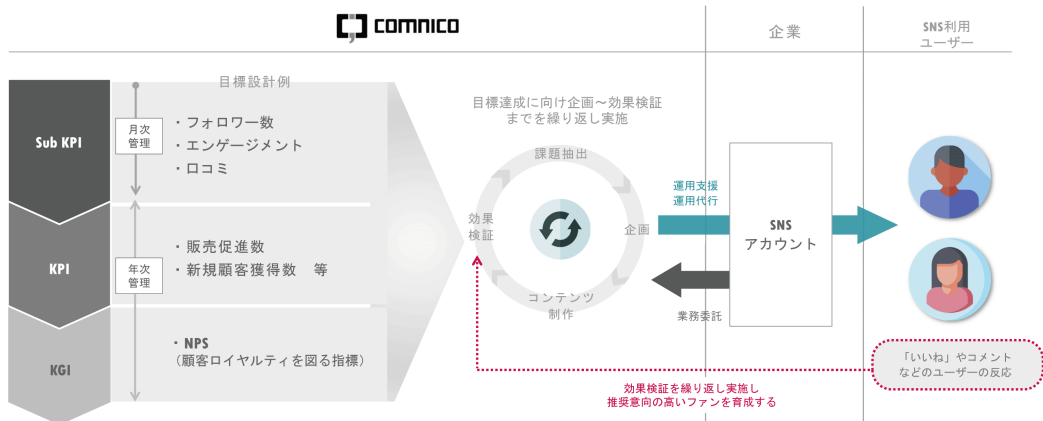 comnico
企業
SNS利用
ユーザー
目標設計例
Sub KPI
月次
管理
・フォロワー数
・エンゲージメント
・口コミ
KPI
年次
管理
・販売促進数
・新規顧客獲得数　等
KGI
・NPS
（顧客ロイヤルティを図る指標）
目標達成に向け企画～効果検証
までを繰り返し実施
課題抽出
効果
検証
企画
コンテンツ
制作
運用支援
運用代行
業務委託
SNS
アカウント
「いいね」やコメント
などのユーザーの反応
効果検証を繰り返し実施し
推奨意向の高いファンを育成する